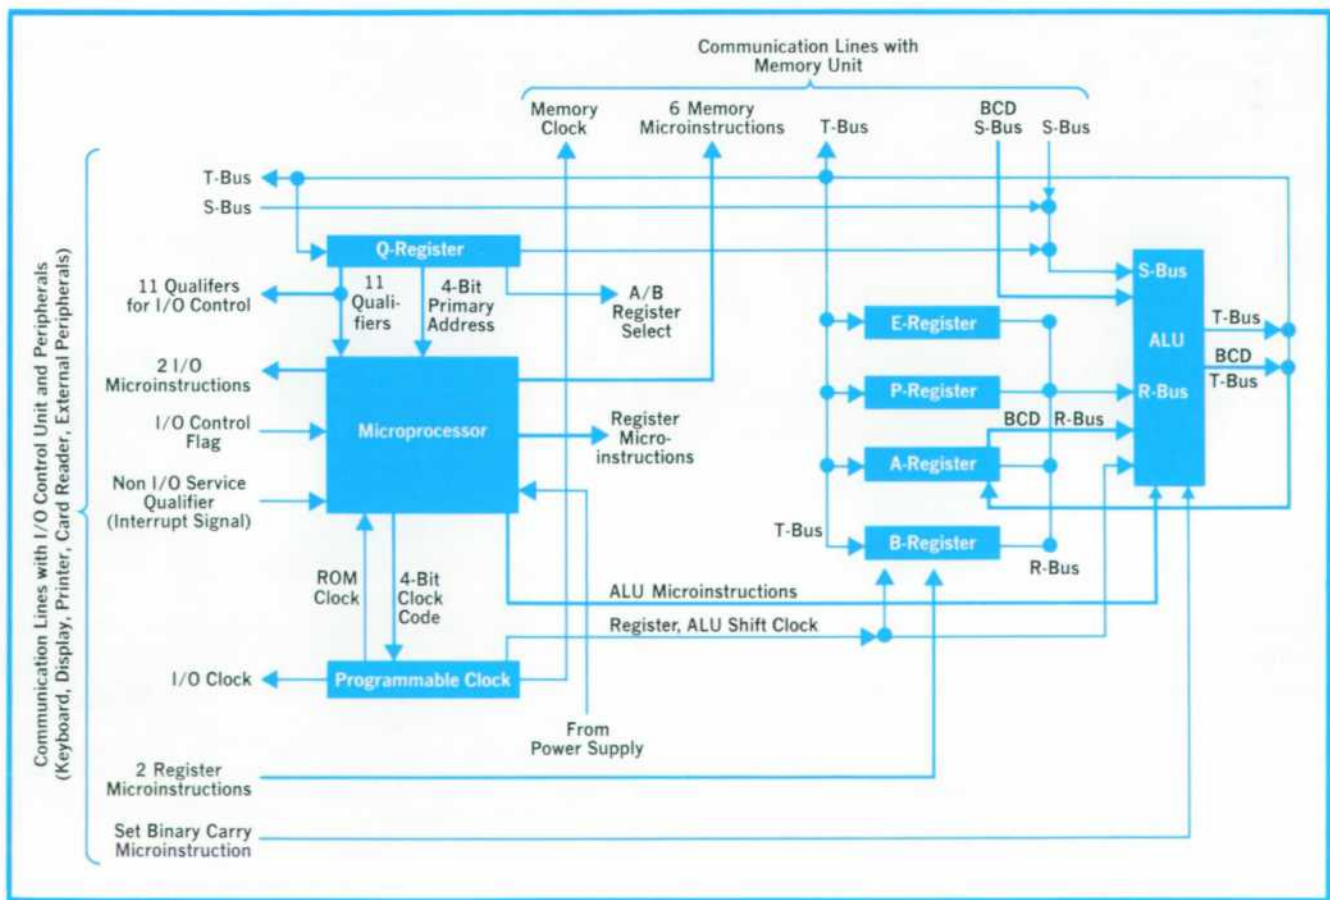 Communication Lines with
Memory Unit
Memory
Clock
6 Memory
Microinstructions
T-Bus
BCD
S-Bus
S-Bus
Communication Lines with I/O Control Unit and Peripherals
(Keyboard, Display, Printer, Card Reader, External Peripherals)
T-Bus
S-Bus
Q-Register
11 Qualifers
for I/O Control
11
Quali-
fiers
4-Bit
Primary
Address
A/B
Register
Select
S-Bus
E-Register
ALU
T-Bus
BCD
T-Bus
2 I/O
Microinstructions
P-Register
R-Bus
I/O Control
Flag
Microprocessor
Register
Micro-
instructions
BCD
R-Bus
A-Register
Non I/O Service
Qualifier
(Interrupt Signal)
T-Bus
B-Register
R-Bus
ROM
Clock
4-Bit
Clock
Code
ALU Microinstructions
Register, ALU Shift Clock
I/O Clock
Programmable Clock
From
Power Supply
2 Register
Microinstructions
Set Binary Carry
Microinstruction